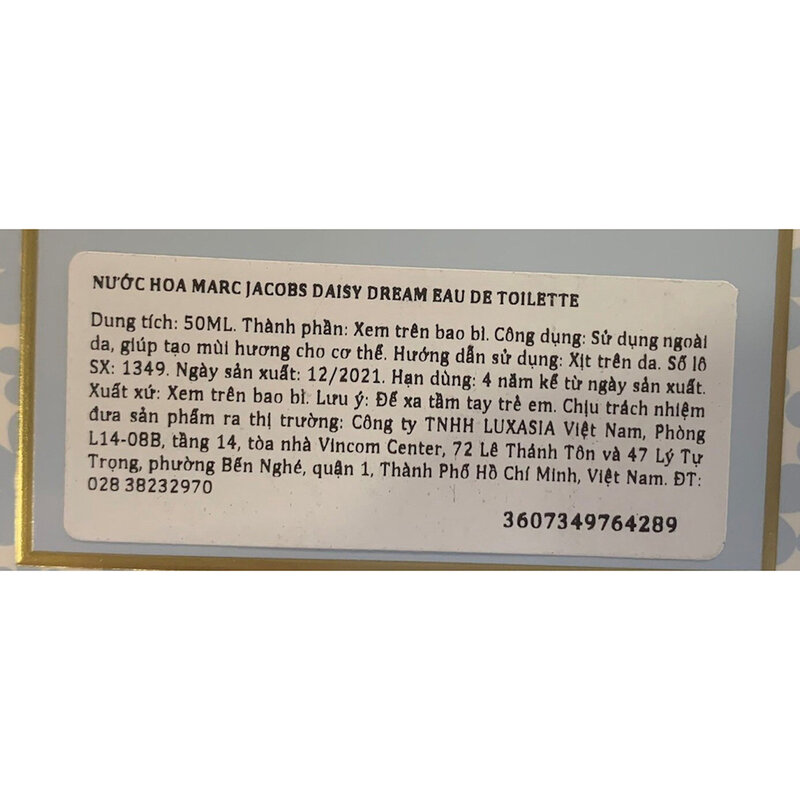 NƯỚC HOA MARC JACOBS DAISY DREAM EAU DE TOILETTE
Dung tích: 50ML. Thành phần: Xem trên bao bì. Công dụng: Sử dụng ngoài
da, giúp tạo mùi hương cho cơ thể. Hướng dẫn sử dụng: Xịt trên da. Số lô
SX: 1349. Ngày sản xuất: 12/2021. Hạn dùng: 4 năm kể từ ngày sản xuất.
Xuất xứ: Xem trên bao bì. Lưu ý: Để xa tầm tay trẻ em. Chịu trách nhiệm
đưa sản phẩm ra thị trường: Công ty TNHH LUXASIA Việt Nam, Phòng
L14-08B, tầng 14, tòa nhà Vincom Center, 72 Lê Thánh Tôn và 47 Lý Tự
Trọng, phường Bến Nghé, quận 1, Thành Phố Hồ Chí Minh, Việt Nam. ĐT:
028 38232970
3607349764289